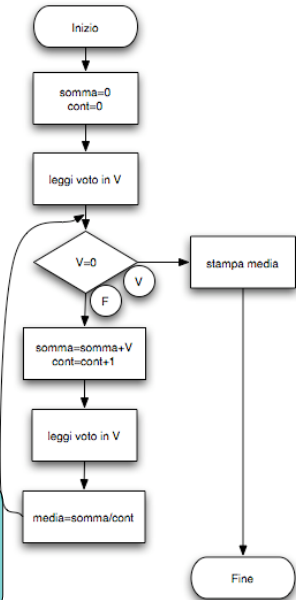 Inizio
somma=0
cont=0
leggi voto in V
V=0
V
stampa media
F
somma=somma+V
cont=cont+1
leggi voto in V
media=somma/cont
Fine